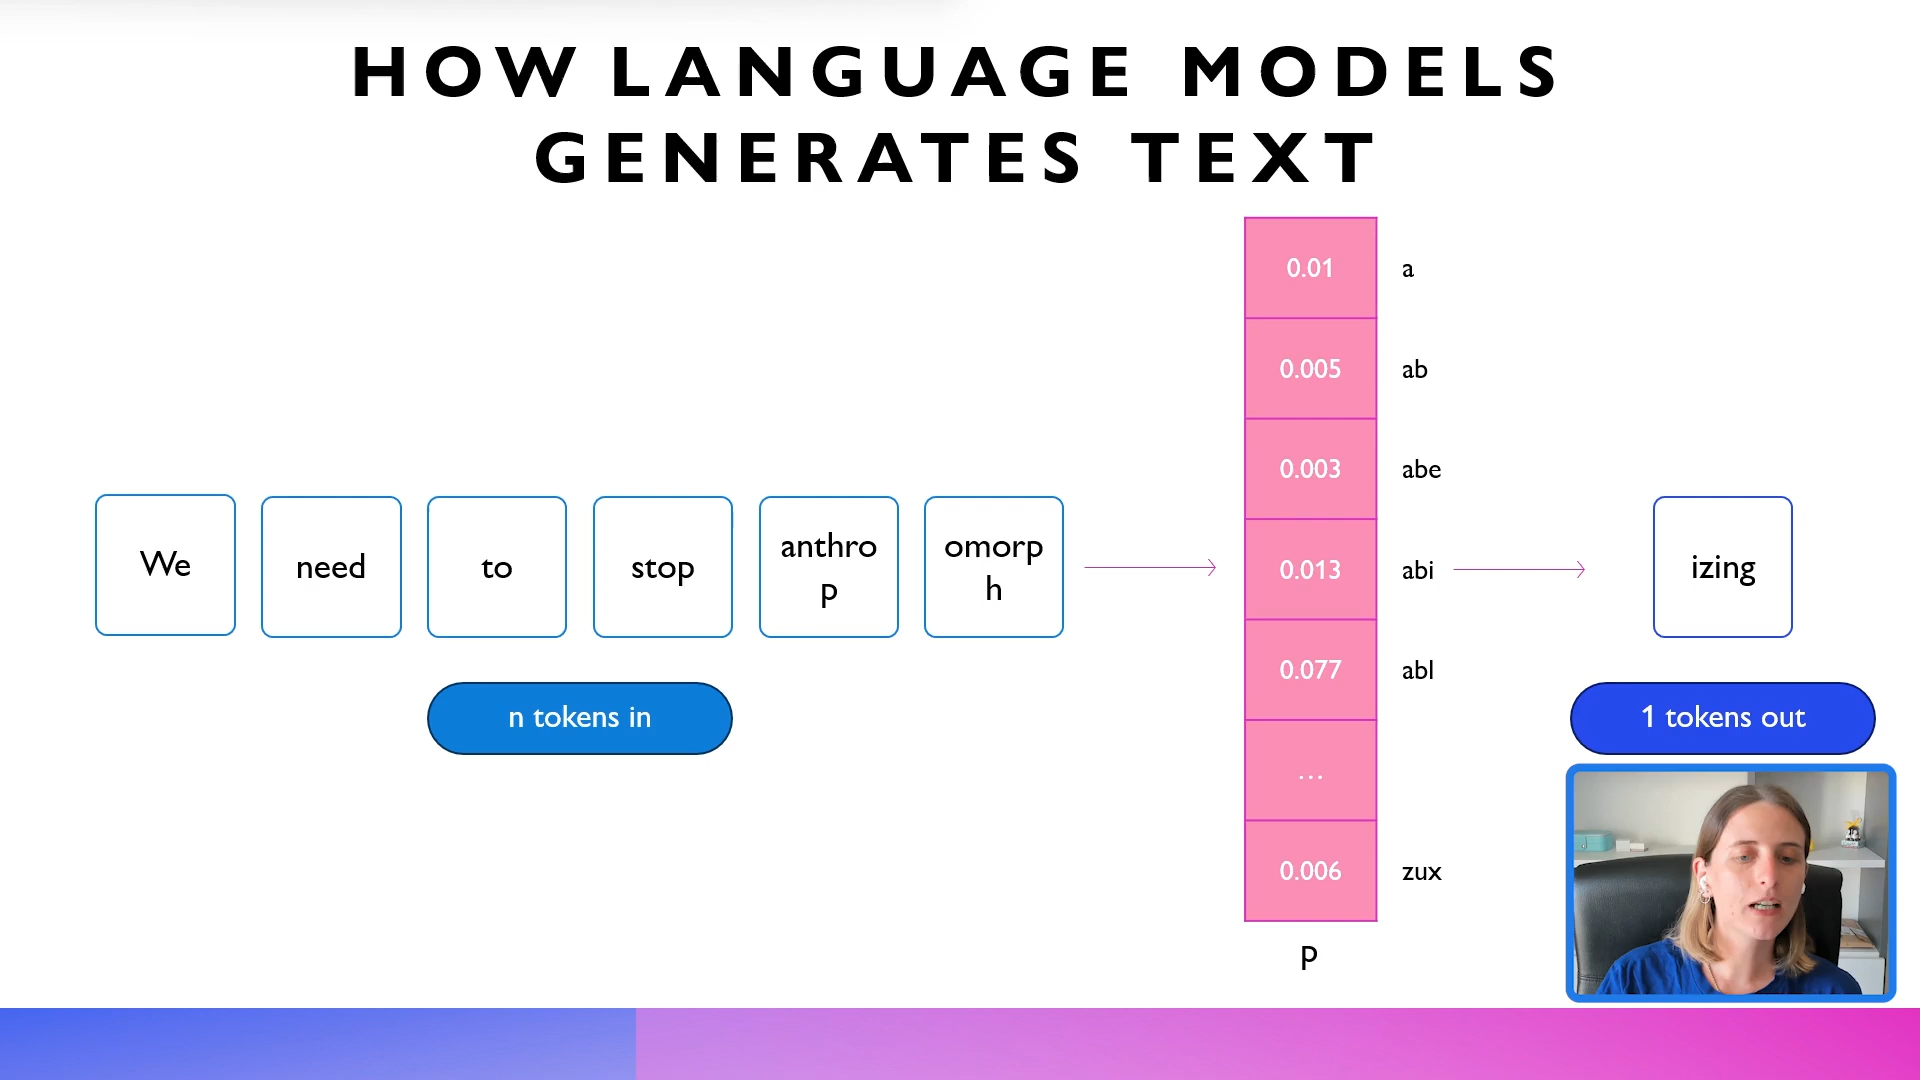 HOW LANGUAGE MODELS
GENERATES TEXT
We
need
to
stop
anthro
p
omorp
h
n tokens in
0.01 a
0.005 ab
0.003 abe
0.013 abi
0.077 abl
...
0.006 zux
p
izing
1 tokens out